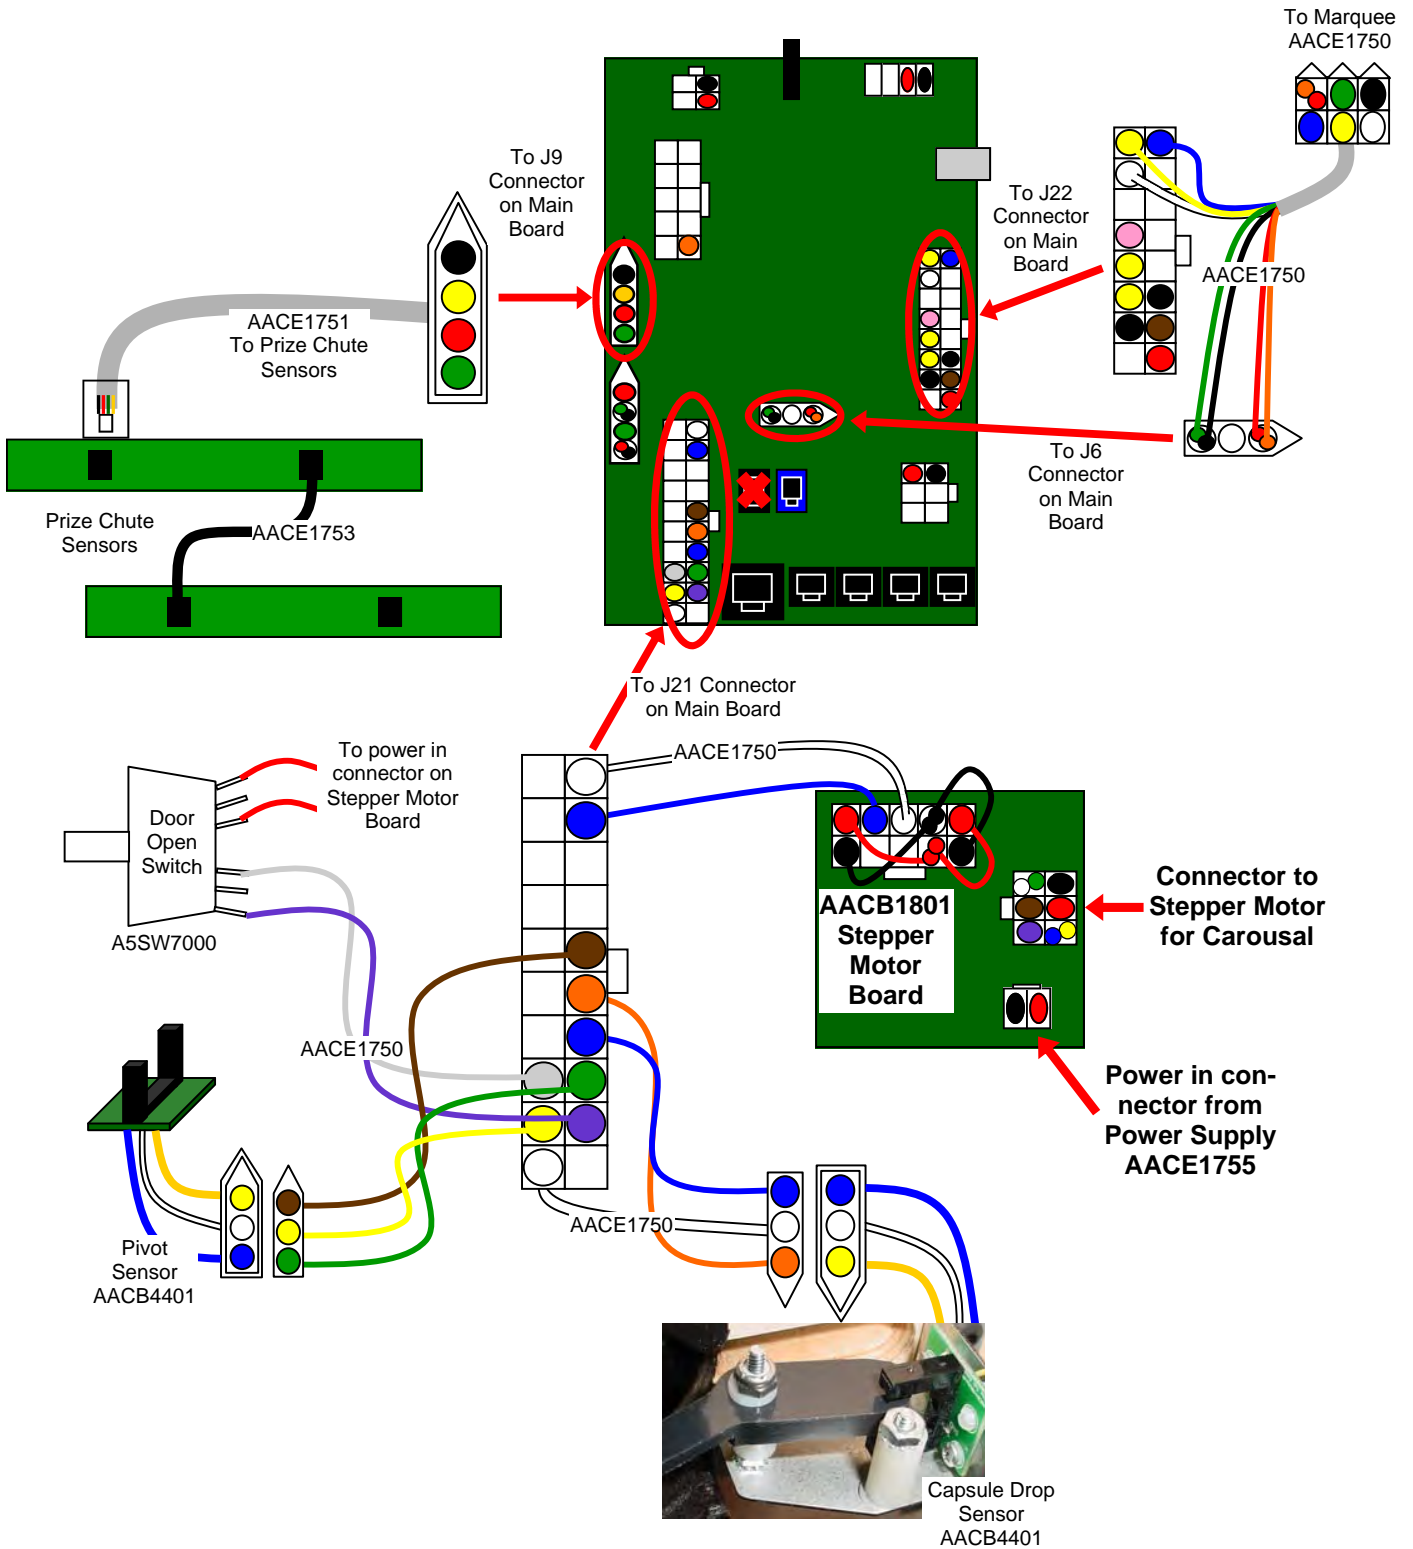 To Marquee
AACE1750
To J9
Connector
on Main
Board
To J22
Connector
on Main
Board
AACE1750
AACE1751
To Prize Chute
Sensors
To J6
Connector
on Main
Board
Prize Chute
Sensors
AACE1753
To J21 Connector
on Main Board
To power in
connector on
Stepper Motor
Board
AACE1750
Door
Open
Switch
A5SW7000
AACB1801
Stepper
Motor
Board
Connector to
Stepper Motor
for Carousal
AACE1750
Power in con-
nector from
Power Supply
AACE1755
AACE1750
Pivot
Sensor
AACB4401
Capsule Drop
Sensor
AACB4401